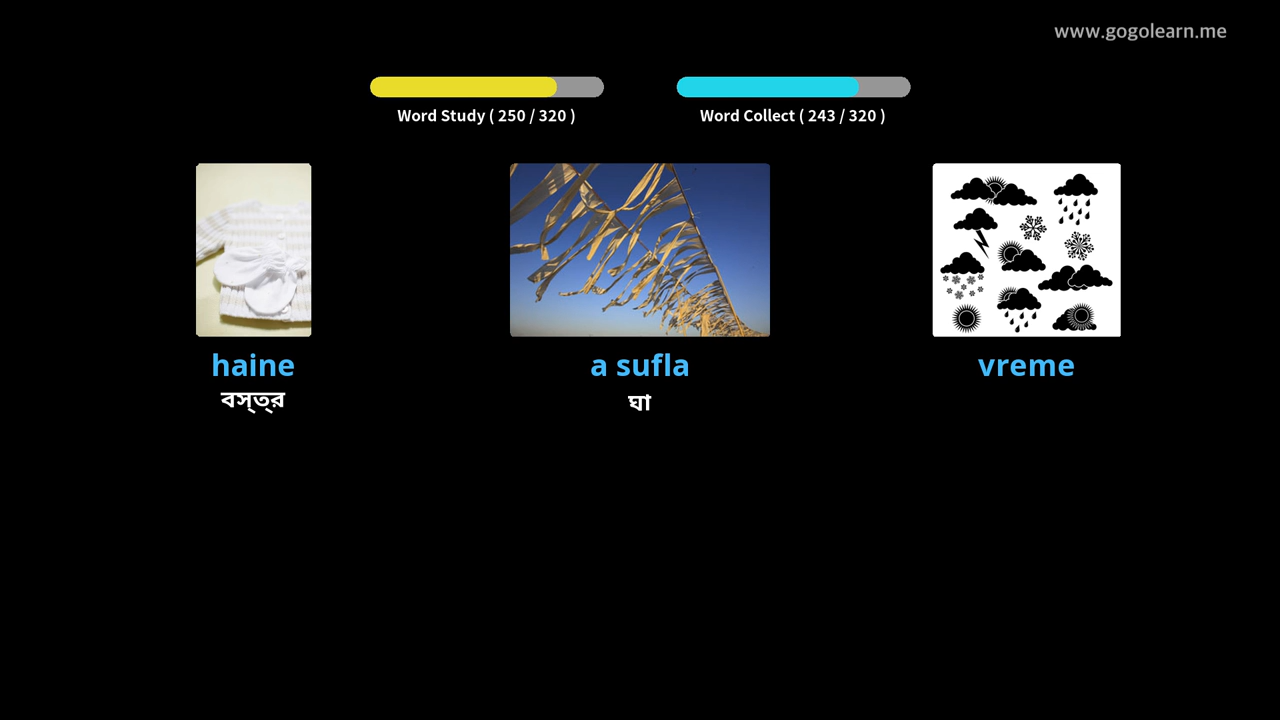 www.gogolearn.me
Word Study ( 250 / 320 )
Word Collect ( 243 / 320 )
haine
a sufla
vreme
বস্ত্র
ঘা